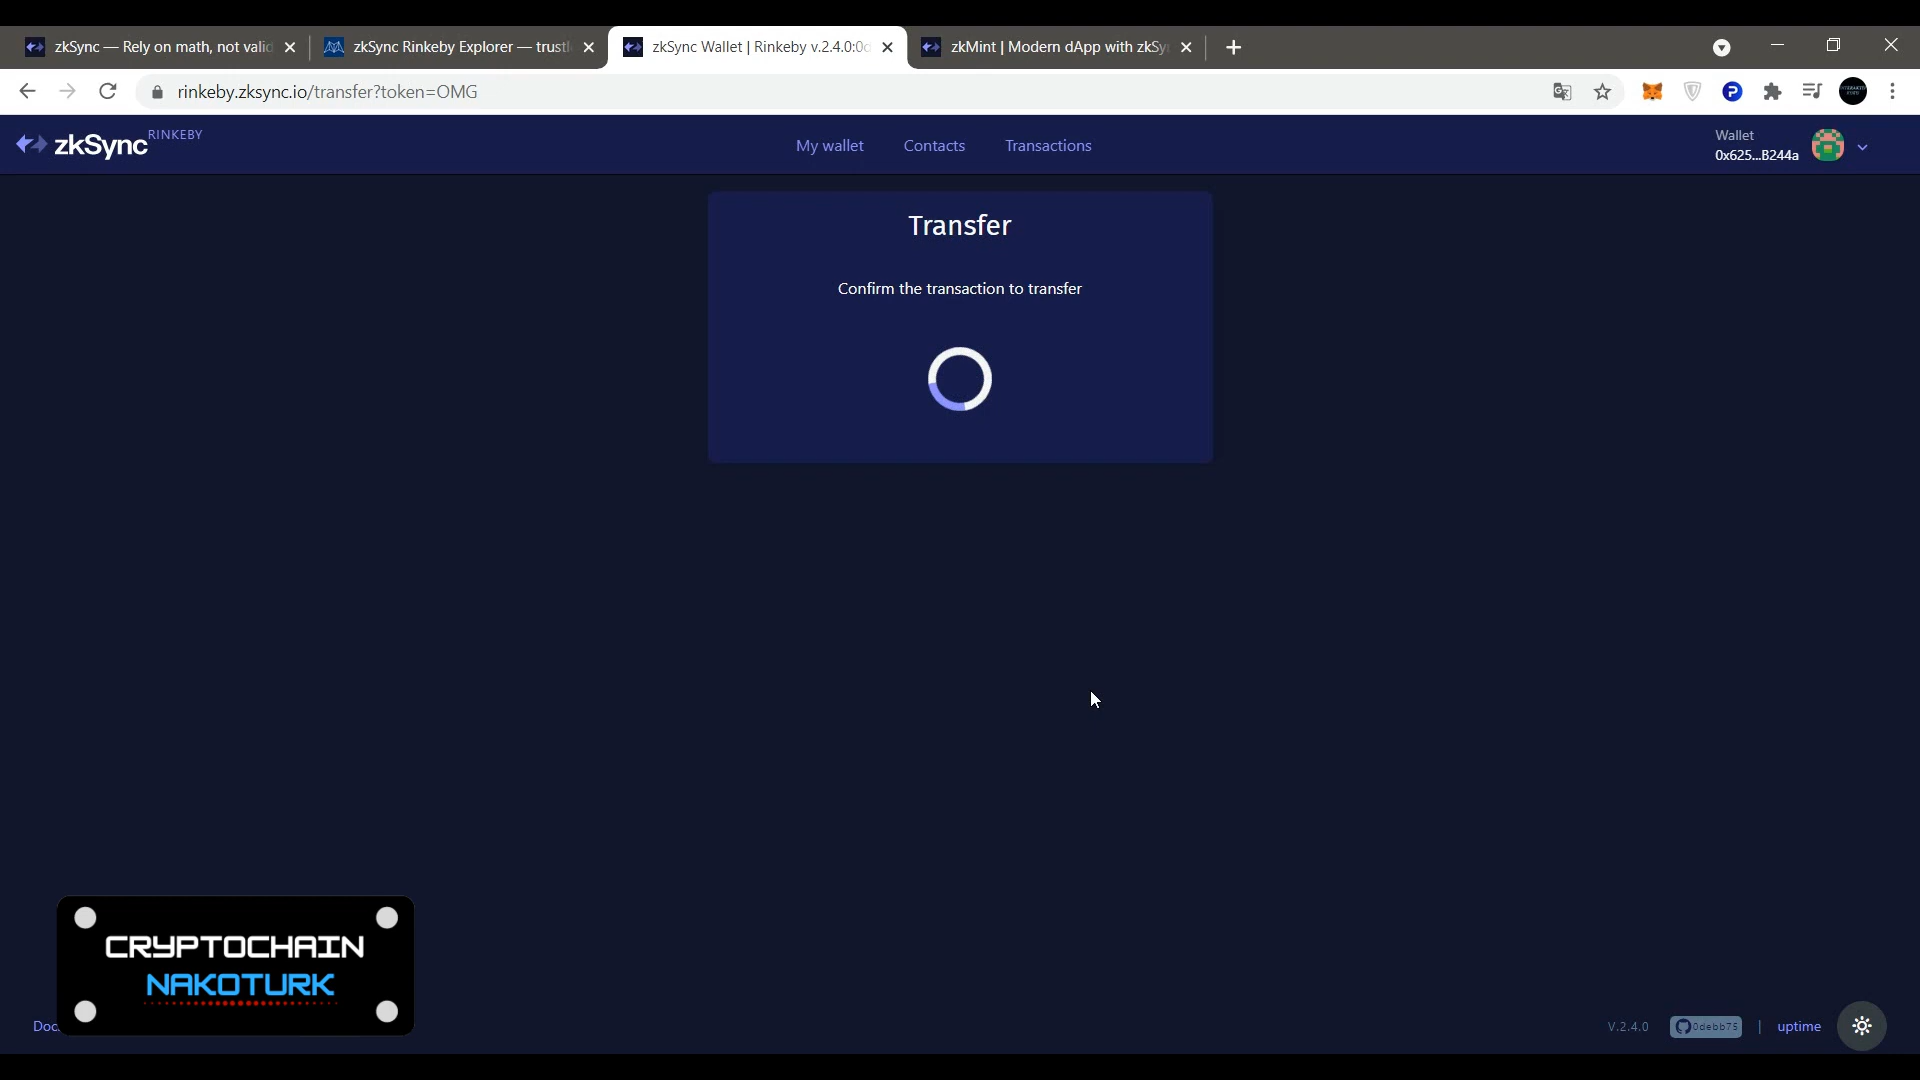 zkSync — Rely on math, not valid
zkSync Rinkeby Explorer — trustl
zkSync Wallet | Rinkeby v.2.4.0:0d
zkMint | Modern dApp with zkSy
rinkeby.zksync.io/transfer?token=OMG
zkSync RINKEBY
My wallet
Contacts
Transactions
Wallet
0x625...B244a
Transfer
Confirm the transaction to transfer
CRYPTOCHAIN
NAKOTURK
Doc
V.2.4.0
0debb75
|
uptime